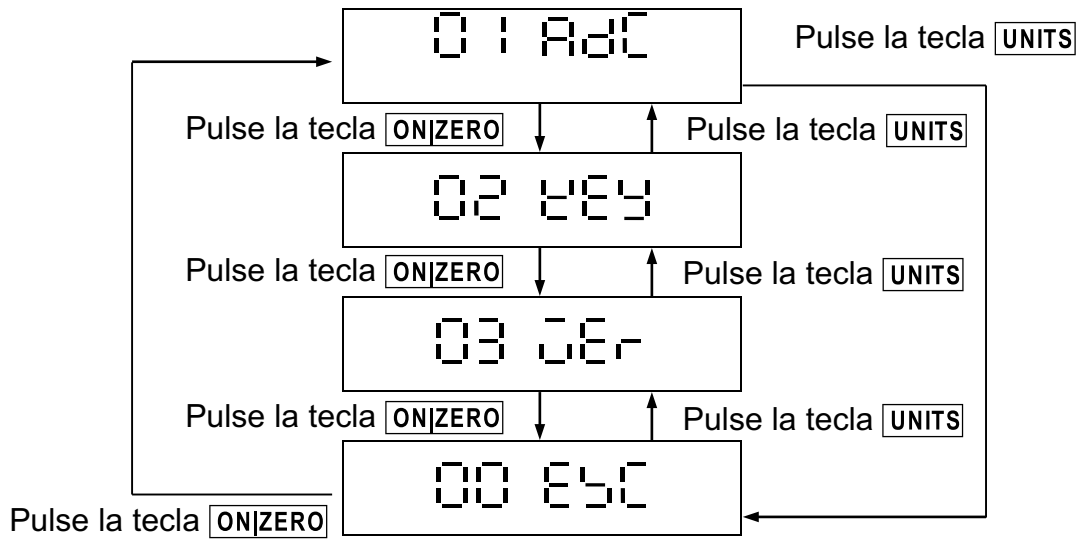 01 AdC
Pulse la tecla UNITS
Pulse la tecla ON|ZERO
Pulse la tecla UNITS
02 KEY
Pulse la tecla ON|ZERO
Pulse la tecla UNITS
03 VEr
Pulse la tecla ON|ZERO
Pulse la tecla UNITS
00 ESC
Pulse la tecla ON|ZERO